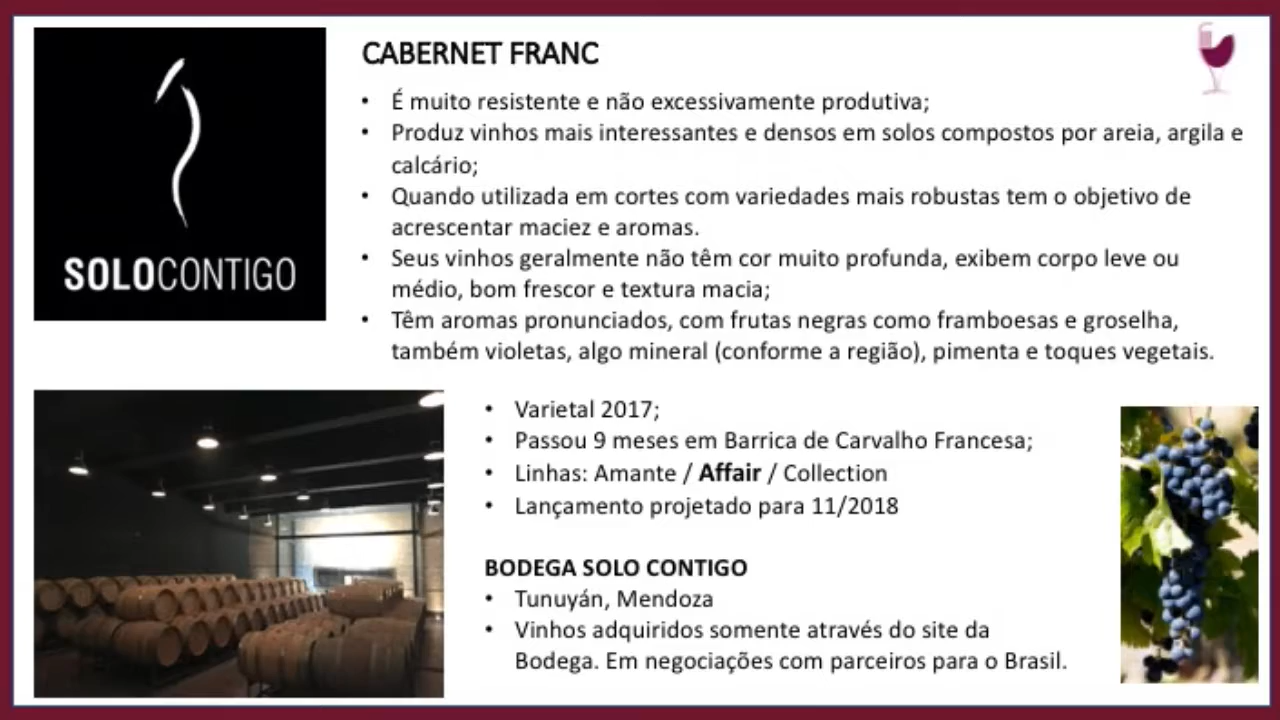 SOLOCONTIGO
CABERNET FRANC
• É muito resistente e não excessivamente produtiva;
• Produz vinhos mais interessantes e densos em solos compostos por areia, argila e
calcário;
• Quando utilizada em cortes com variedades mais robustas tem o objetivo de
acrescentar maciez e aromas.
• Seus vinhos geralmente não têm cor muito profunda, exibem corpo leve ou
médio, bom frescor e textura macia;
• Têm aromas pronunciados, com frutas negras como framboesas e groselha,
também violetas, algo mineral (conforme a região), pimenta e toques vegetais.
• Varietal 2017;
• Passou 9 meses em Barrica de Carvalho Francesa;
• Linhas: Amante / Affair / Collection
• Lançamento projetado para 11/2018
BODEGA SOLO CONTIGO
• Tunuyán, Mendoza
• Vinhos adquiridos somente através do site da
Bodega. Em negociações com parceiros para o Brasil.